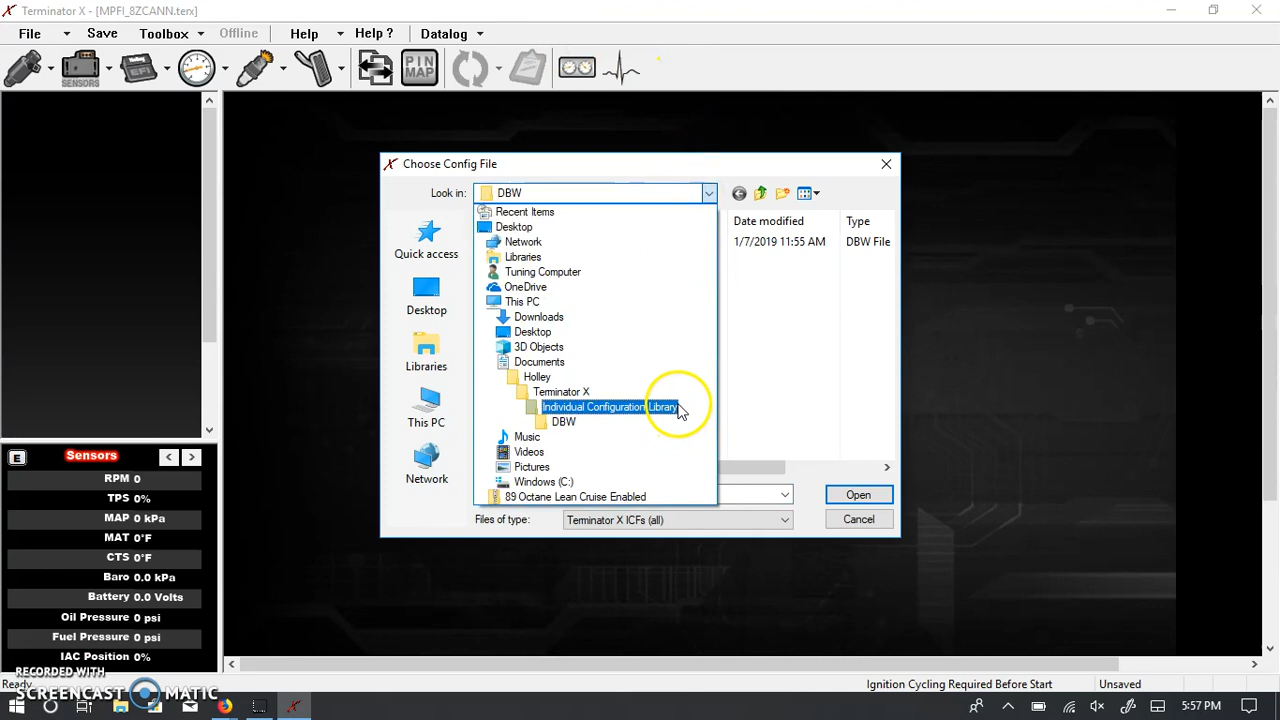 Terminator X - [MPFI_8ZCANN.terx]
File Save Toolbox Offline Help Help ? Datalog
SENSORS EFI PIN MAP
Choose Config File
Look in: DBW
Recent Items
Desktop
Network
Libraries
Tuning Computer
OneDrive
This PC
Downloads
Desktop
3D Objects
Documents
Holley
Terminator X
Individual Configuration Library
DBW
Music
Videos
Pictures
Windows (C:)
89 Octane Lean Cruise Enabled
Quick access
Desktop
Libraries
This PC
Network
Date modified Type
1/7/2019 11:55 AM DBW File
Open
Files of type: Terminator X ICFs (all) Cancel
E Sensors
RPM 0
TPS 0%
MAP 0 kPa
MAT 0°F
CTS 0°F
Baro 0.0 kPa
Battery 0.0 Volts
Oil Pressure 0 psi
Fuel Pressure 0 psi
IAC Position 0%
Ready Ignition Cycling Required Before Start Unsaved
RECORDED WITH
SCREENCAST MATIC
5:57 PM